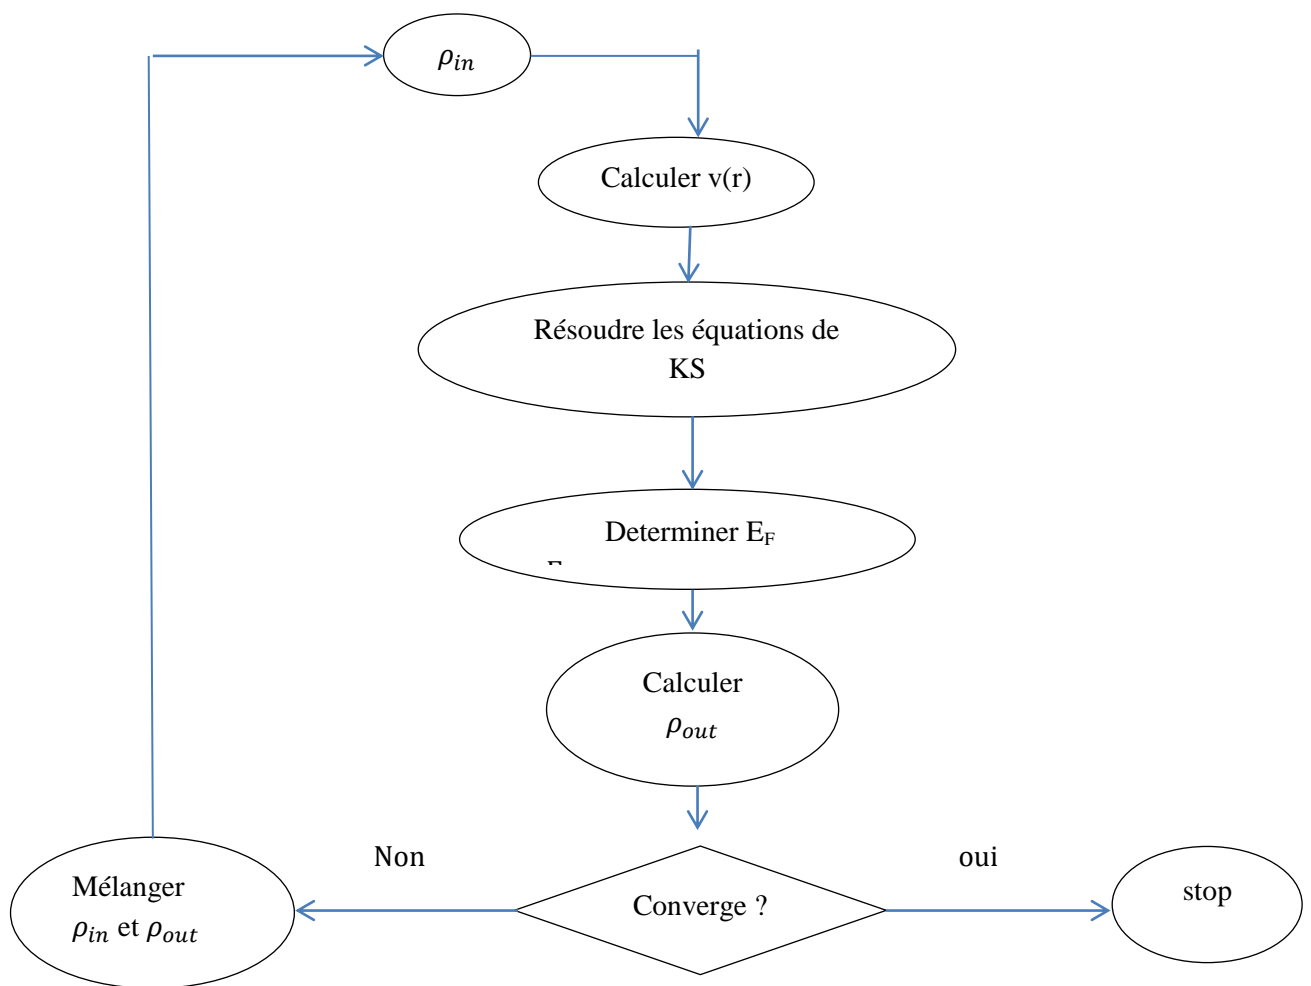 ρin
Calculer v(r)
Résoudre les équations de
KS
Determiner EF
Calculer
ρout
Non
oui
Mélanger
ρin et ρout
Converge ?
stop